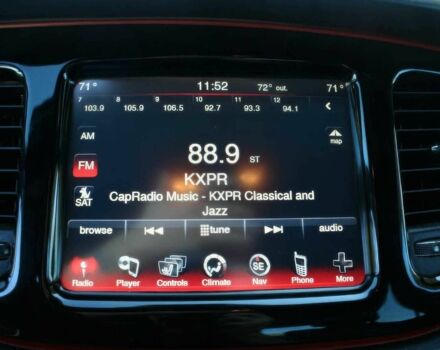 71° 11:52 72° out. 71°
7 8 9 10 11 12
103.9 105.9 106.5 92.7 93.3 94.1
AM
88.9 ST
map
FM
KXPR
SAT
CapRadio Music - KXPR Classical and
Jazz
browse tune audio
SE
Radio Player Controls Climate Nav Phone More